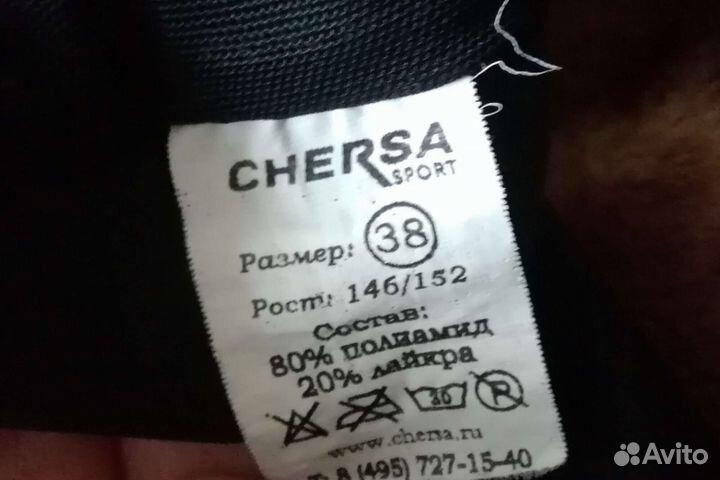 CHERSA
SPORT
Размер: 38
Рост: 146/152
Состав:
80% полиамид
20% лайкра
30 P
www.chersa.ru
Т: 8 (495) 727-15-40
Avito